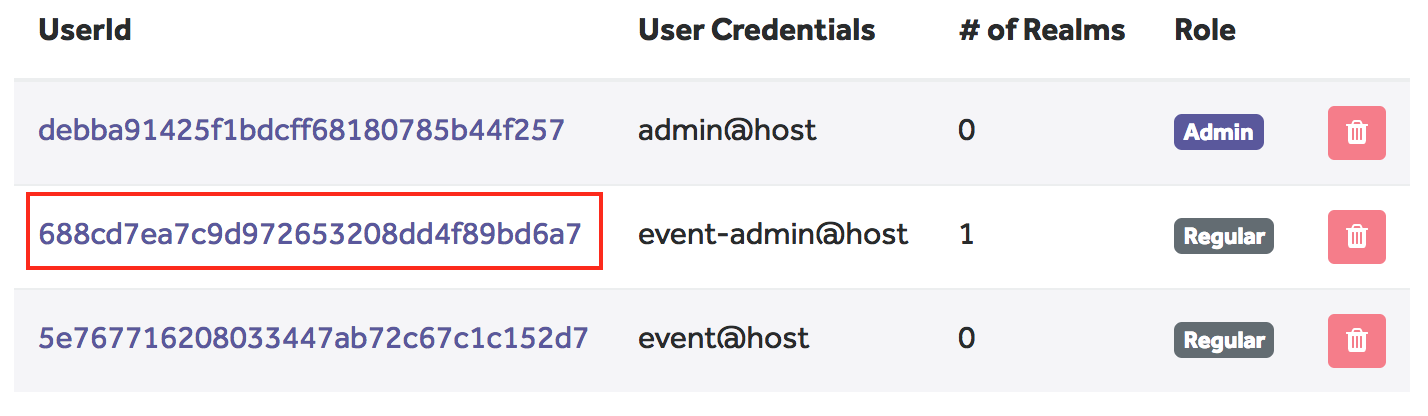 UserId User Credentials # of Realms Role
debba91425f1bdcff68180785b44f257 admin@host 0 Admin
688cd7ea7c9d972653208dd4f89bd6a7 event-admin@host 1 Regular
5e767716208033447ab72c67c1c152d7 event@host 0 Regular